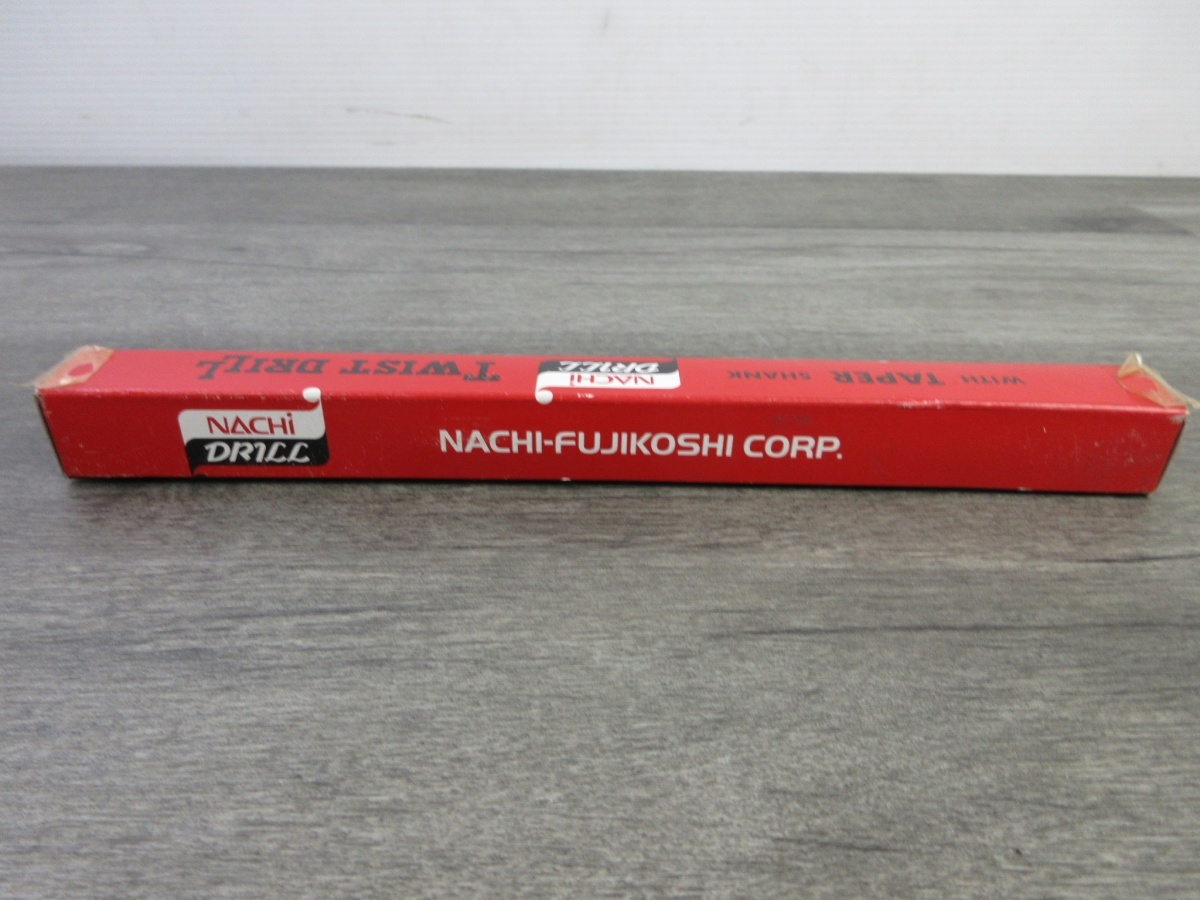 TWIST DRILL
NACHi
DRILL
WITH TAPER SHANK
NACHi
DRILL
NACHI-FUJIKOSHI CORP.